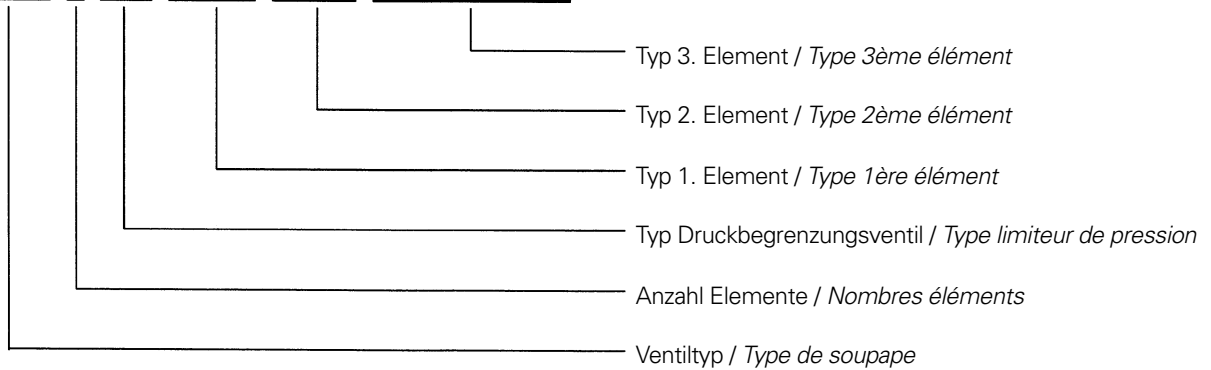 Typ 3. Element / Type 3ème élément
Typ 2. Element / Type 2ème élément
Typ 1. Element / Type 1ère élément
Typ Druckbegrenzungsventil / Type limiteur de pression
Anzahl Elemente / Nombres éléments
Ventiltyp / Type de soupape